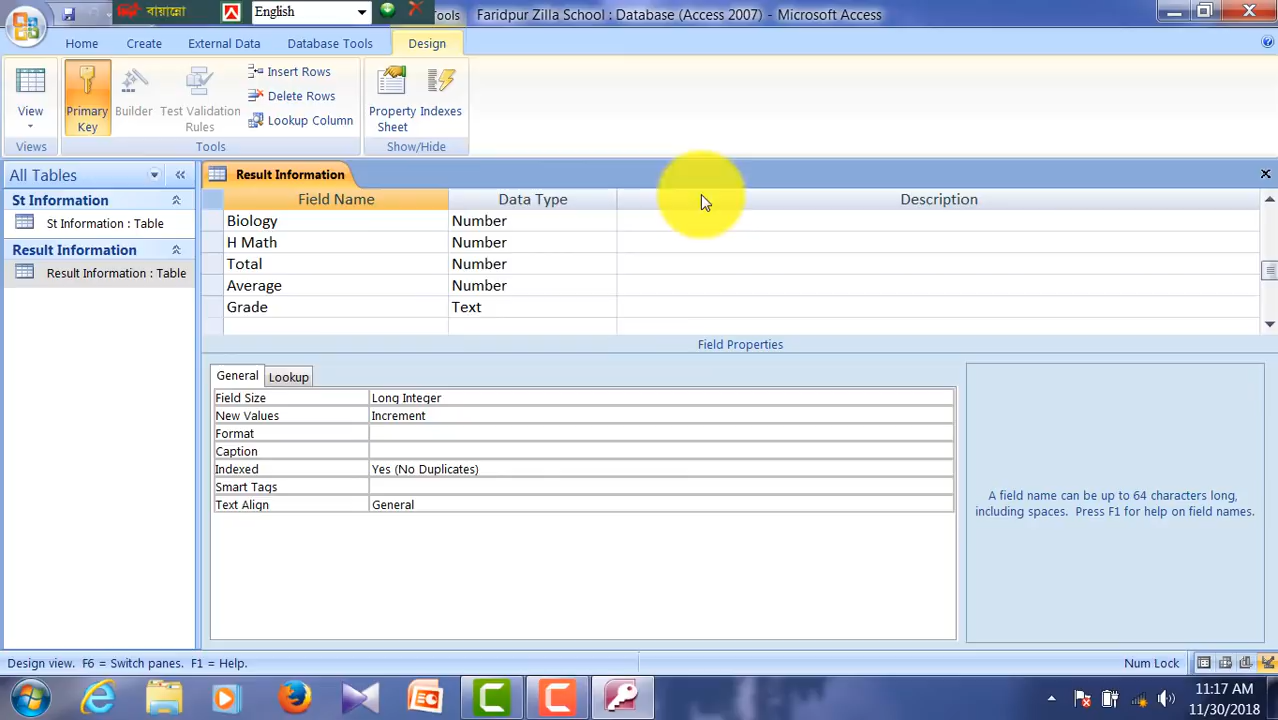 বায়ান্নো
English
Tools
Faridpur Zilla School : Database (Access 2007) - Microsoft Access
Home
Create
External Data
Database Tools
Design
View
Primary
Key
Builder
Test Validation
Rules
Insert Rows
Delete Rows
Lookup Column
Property
Sheet
Indexes
Views
Tools
Show/Hide
All Tables
Result Information
St Information
Field Name
Data Type
Description
St Information : Table
Biology
Number
H Math
Number
Result Information
Result Information : Table
Total
Number
Average
Number
Grade
Text
Field Properties
General
Lookup
Field Size
Long Integer
New Values
Increment
Format
Caption
Indexed
Yes (No Duplicates)
Smart Tags
Text Align
General
A field name can be up to 64 characters long,
including spaces. Press F1 for help on field names.
Design view. F6 = Switch panes. F1 = Help.
Num Lock
11:17 AM
11/30/2018